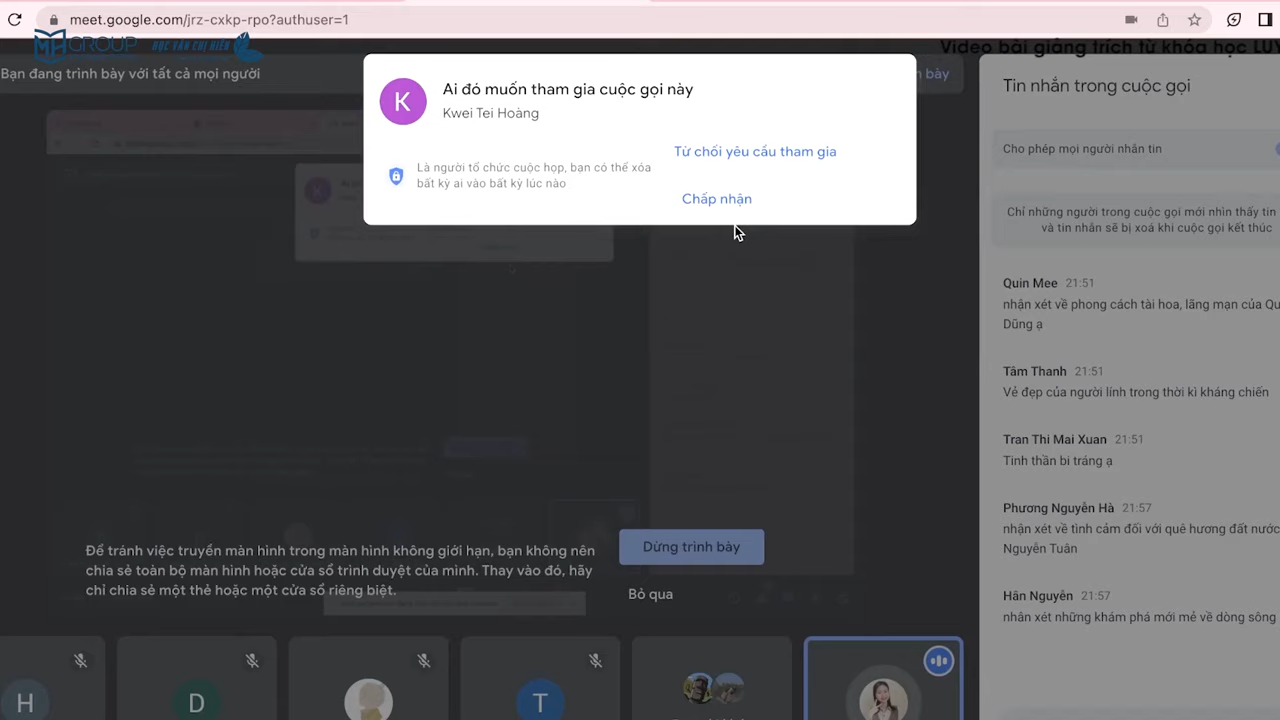 meet.google.com/jrz-cxkp-rpo?authuser=1
MH GROUP
HỌC VĂN CHỊ HIÊN
Video bài giảng trích từ khóa học LUY
Bạn đang trình bày với tất cả mọi người
bày
Ai đó muốn tham gia cuộc gọi này
K
Kwei Tei Hoàng
Từ chối yêu cầu tham gia
Là người tổ chức cuộc họp, bạn có thể xóa
bất kỳ ai vào bất kỳ lúc nào
Chấp nhận
Tin nhắn trong cuộc gọi
Cho phép mọi người nhắn tin
Chỉ những người trong cuộc gọi mới nhìn thấy tin
và tin nhắn sẽ bị xoá khi cuộc gọi kết thúc
Quin Mee 21:51
nhận xét về phong cách tài hoa, lãng mạn của Qu
Dũng ạ
Tâm Thanh 21:51
Vẻ đẹp của người lính trong thời kì kháng chiến
Tran Thi Mai Xuan 21:51
Tinh thần bi tráng ạ
Phương Nguyễn Hà 21:57
nhận xét về tình cảm đối với quê hương đất nước
Nguyễn Tuân
Hân Nguyễn 21:57
nhân xét những khám phá mới mẻ về dòng sông
Để tránh việc truyền màn hình trong màn hình không giới hạn, bạn không nên
chia sẻ toàn bộ màn hình hoặc cửa sổ trình duyệt của mình. Thay vào đó, hãy
chỉ chia sẻ một thẻ hoặc một cửa sổ riêng biệt.
Dừng trình bày
Bỏ qua
H
D
T